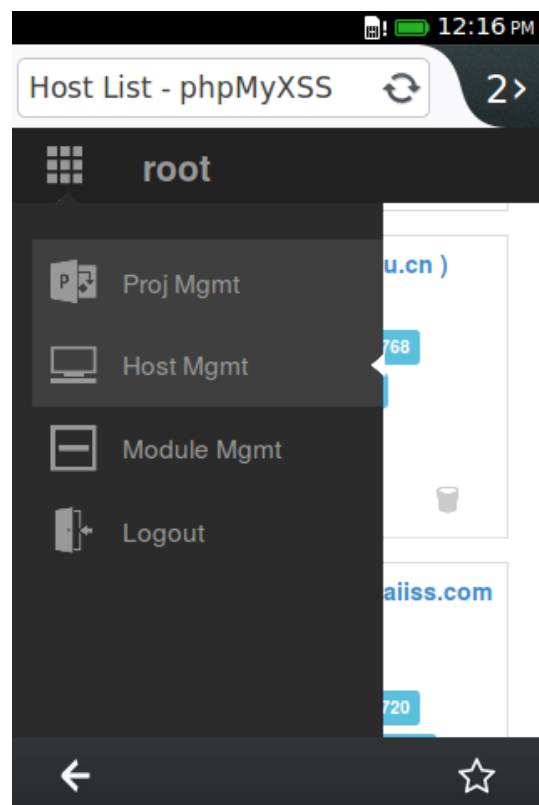 12:16 PM
Host List - phpMyXSS
2›
root
u.cn )
Proj Mgmt
768
Host Mgmt
Module Mgmt
Logout
aiiss.com
720